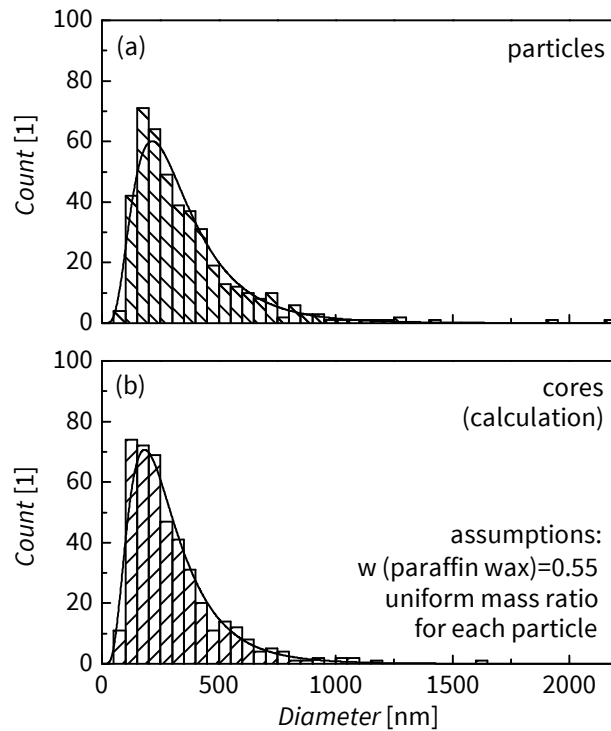 100
(a)
particles
80
60
Count [1]
40
20
0
100
(b)
cores
(calculation)
80
60
Count [1]
40
assumptions:
w (paraffin wax)=0.55
20
uniform mass ratio
for each particle
0
0 500 1000 1500 2000
Diameter [nm]